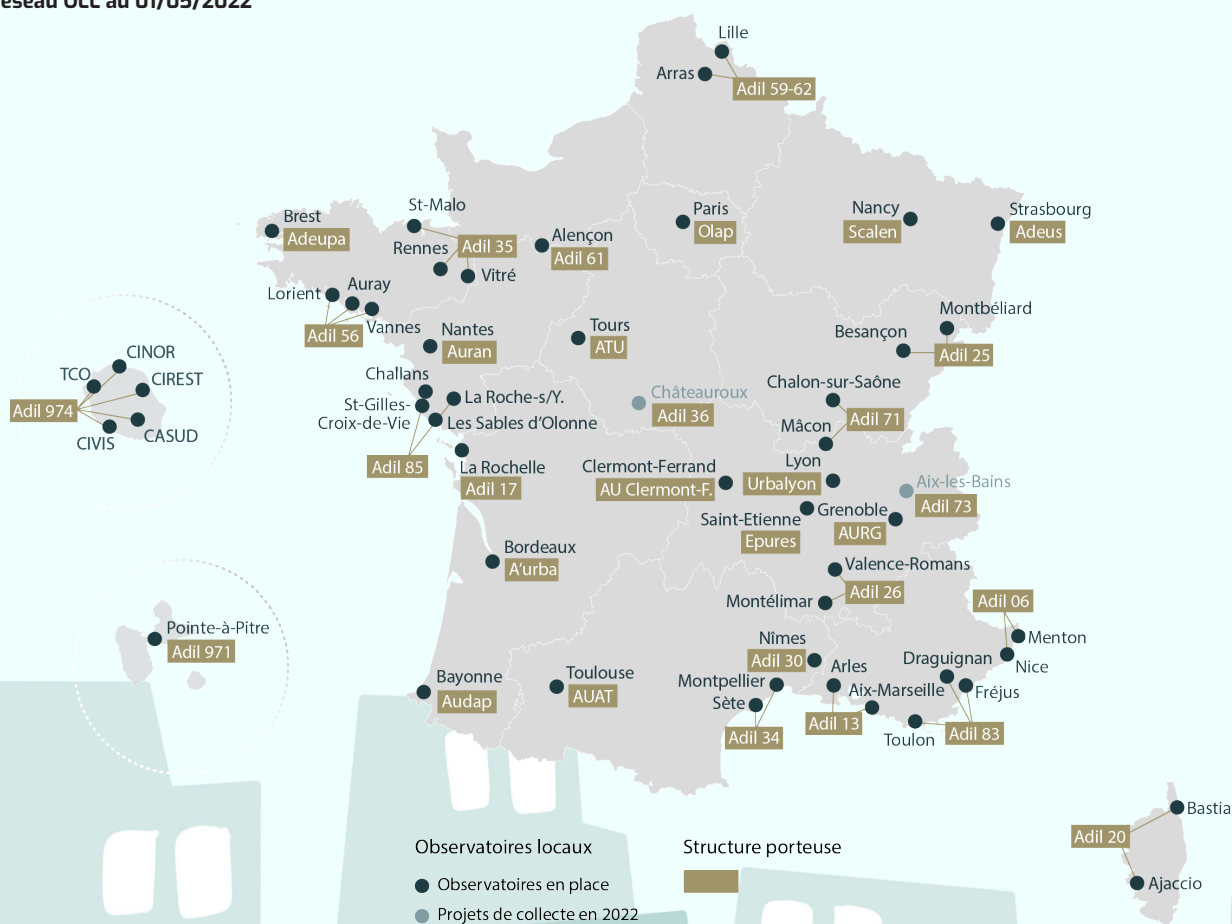 éseau OLL au 01/05/2022
Lille
Arras
Adil 59-62
St-Malo
Brest
Adeupa
Rennes
Adil 35
Vitré
Alençon
Adil 61
Paris
Olap
Nancy
Scalen
Strasbourg
Adeus
Lorient
Auray
Vannes
Adil 56
Nantes
Auran
Tours
ATU
Montbéliard
Besançon
Adil 25
CINOR
TCO
CIREST
Adil 974
CIVIS
CASUD
Challans
La Roche-s/Y.
St-Gilles-
Croix-de-Vie
Les Sables d’Olonne
Adil 85
Châteauroux
Adil 36
Chalon-sur-Saône
Adil 71
Mâcon
La Rochelle
Adil 17
Clermont-Ferrand
AU Clermont-F.
Lyon
Urbalyon
Aix-les-Bains
Adil 73
Saint-Etienne
Epures
Grenoble
AURG
Bordeaux
A’urba
Valence-Romans
Adil 26
Montélimar
Adil 06
Menton
Nice
Pointe-à-Pitre
Adil 971
Nîmes
Adil 30
Arles
Draguignan
Fréjus
Bayonne
Audap
Toulouse
AUAT
Montpellier
Sète
Adil 34
Aix-Marseille
Adil 13
Toulon
Adil 83
Bastia
Adil 20
Ajaccio
Observatoires locaux
Observatoires en place
Projets de collecte en 2022
Structure porteuse